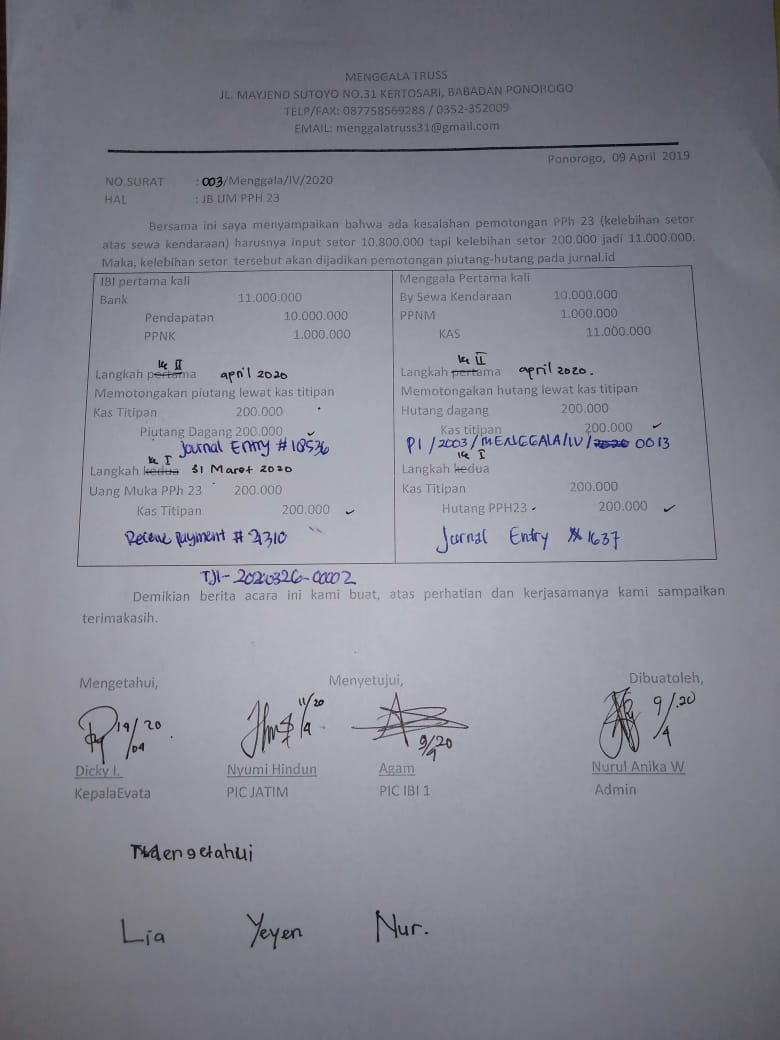 MENGGALA TRUSS
JL. MAYJEND SUTOYO NO.31 KERTOSARI, BABADAN PONOROGO
TELP/FAX: 087758569288 / 0352-352009
EMAIL: menggalatruss31@gmail.com
Ponorogo, 09 April 2019
NO.SURAT : 003/Menggala/IV/2020
HAL : JB UM PPH 23
Bersama ini saya menyampaikan bahwa ada kesalahan pemotongan PPh 23 (kelebihan setor
atas sewa kendaraan) harusnya input setor 10.800.000 tapi kelebihan setor 200.000 jadi 11.000.000.
Maka, kelebihan setor tersebut akan dijadikan pemotongan piutang-hutang pada jurnal.id
IBI pertama kali
Bank 11.000.000
Pendapatan 10.000.000
PPNK 1.000.000
ke II
Langkah pertama april 2020
Memotongakan piutang lewat kas titipan
Kas Titipan 200.000
Piutang Dagang 200.000
Journal Entry #18536
ke I
Langkah kedua 31 Maret 2020
Uang Muka PPh 23 200.000
Kas Titipan 200.000
Receive payment # 21310
TJI-20200326-00002
Menggala Pertama kali
By Sewa Kendaraan 10.000.000
PPNM 1.000.000
KAS 11.000.000
ke II
Langkah pertama april 2020.
Memotongakan hutang lewat kas titipan
Hutang dagang 200.000
Kas titipan 200.000
PI/2003/MENGGALA/IV/2020 0013
ke I
Langkah kedua
Kas Titipan 200.000
Hutang PPH23 200.000
Jurnal Entry # 1637
Demikian berita acara ini kami buat, atas perhatian dan kerjasamanya kami sampaikan
terimakasih.
Mengetahui, Menyetujui, Dibuatoleh,
19/04 20 11/4 20 9/4 20 9/4 .20
Dicky I. Nyumi Hindun Agam Nurul Anika W
KepalaEvata PIC JATIM PIC IBI 1 Admin
Mengetahui
Lia Yeyen Nur.